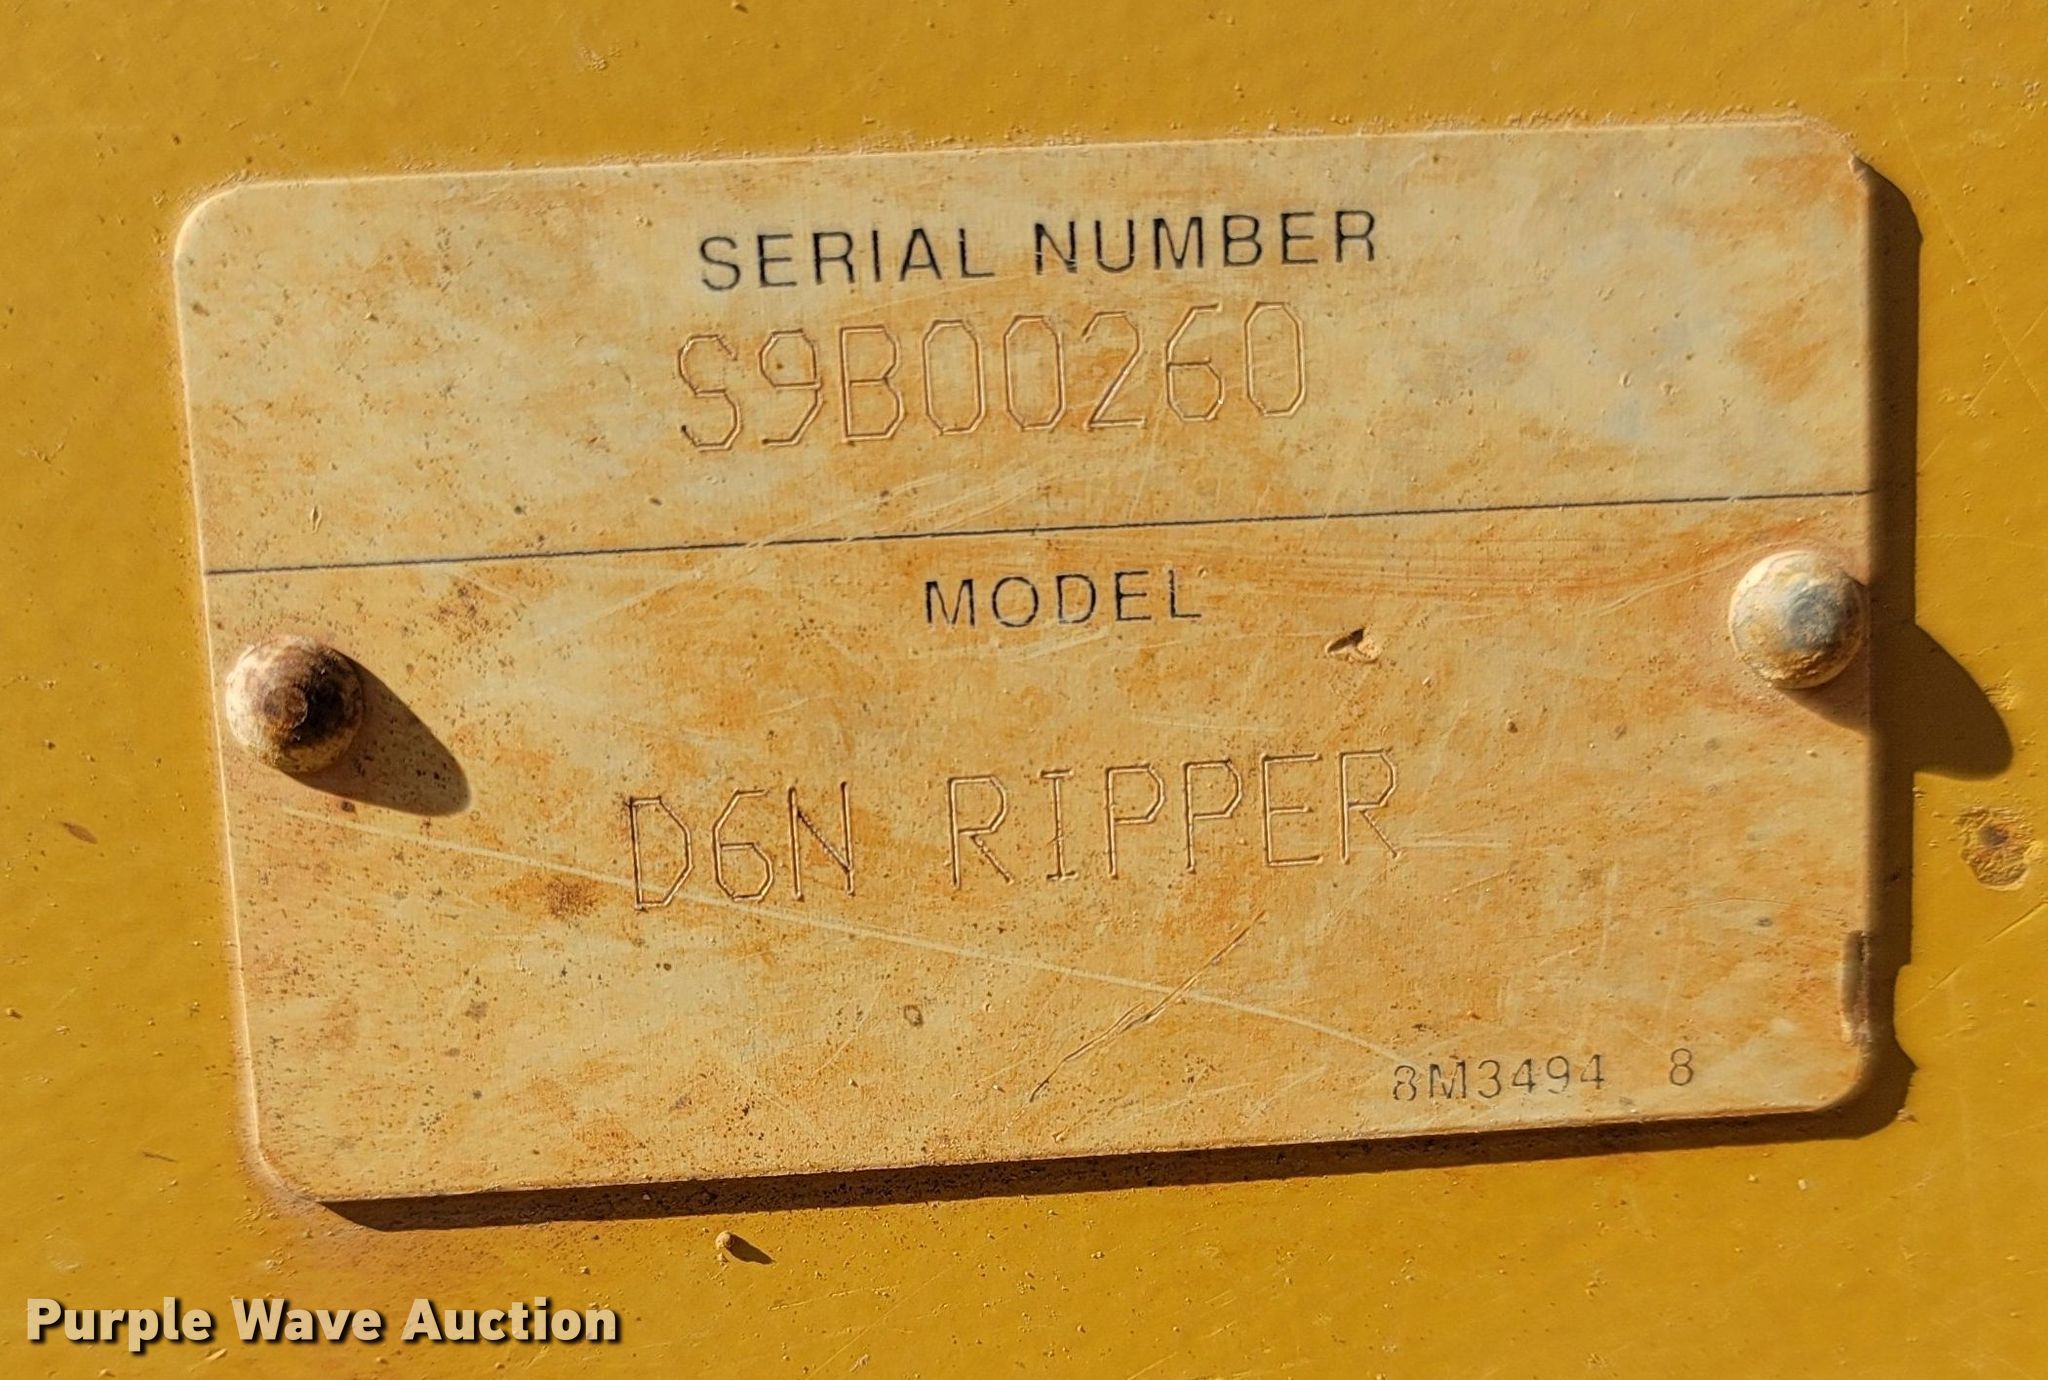 SERIAL NUMBER
S9B00260
MODEL
D6N RIPPER
8M3494 8
Purple Wave Auction